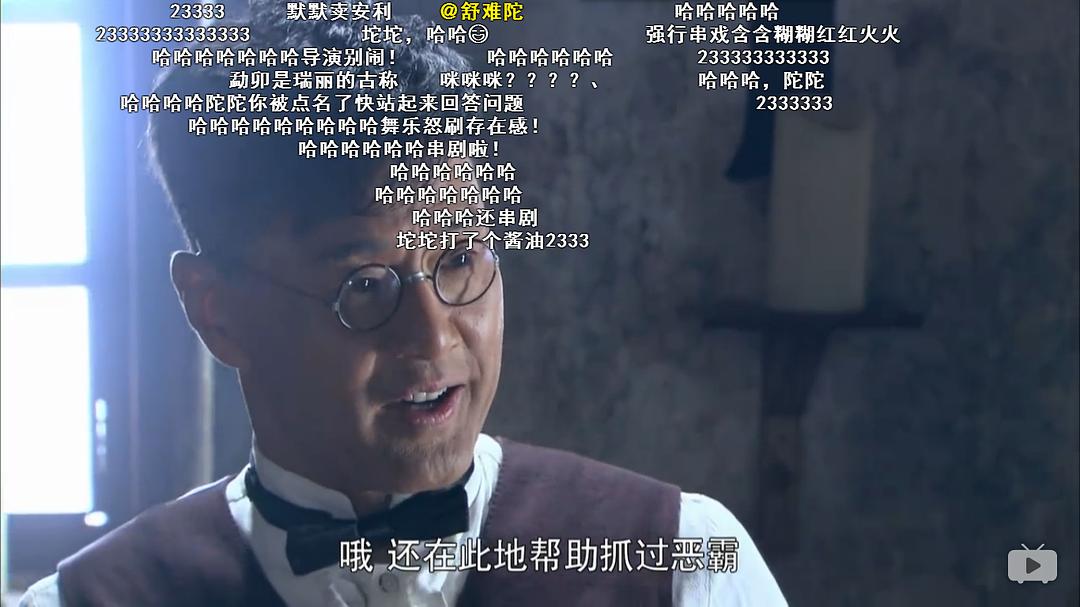 23333 默默卖安利 @舒难陀 哈哈哈哈哈
23333333333333 坨坨，哈哈😄 强行串戏含含糊糊红红火火
哈哈哈哈哈哈哈导演别闹！ 哈哈哈哈哈哈 233333333333
勐卯是瑞丽的古称 咪咪咪？？？？、 哈哈哈，陀陀
哈哈哈哈陀陀你被点名了快站起来回答问题 2333333
哈哈哈哈哈哈哈哈哈舞乐怒刷存在感！
哈哈哈哈哈哈串剧啦！
哈哈哈哈哈哈
哈哈哈哈哈哈哈
哈哈哈还串剧
坨坨打了个酱油2333
哦 还在此地帮助抓过恶霸